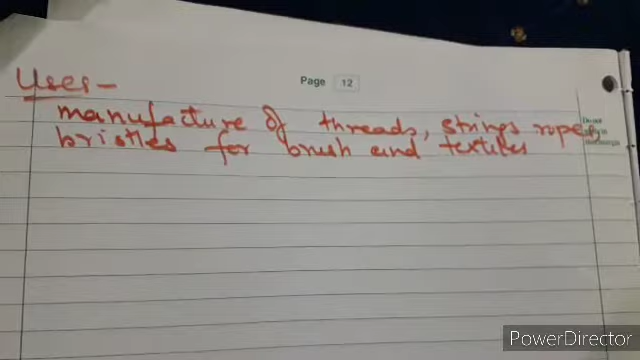 Page 12
Uses-
manufacture of threads, strings ropes,
bristles for brush and textiles
PowerDirector